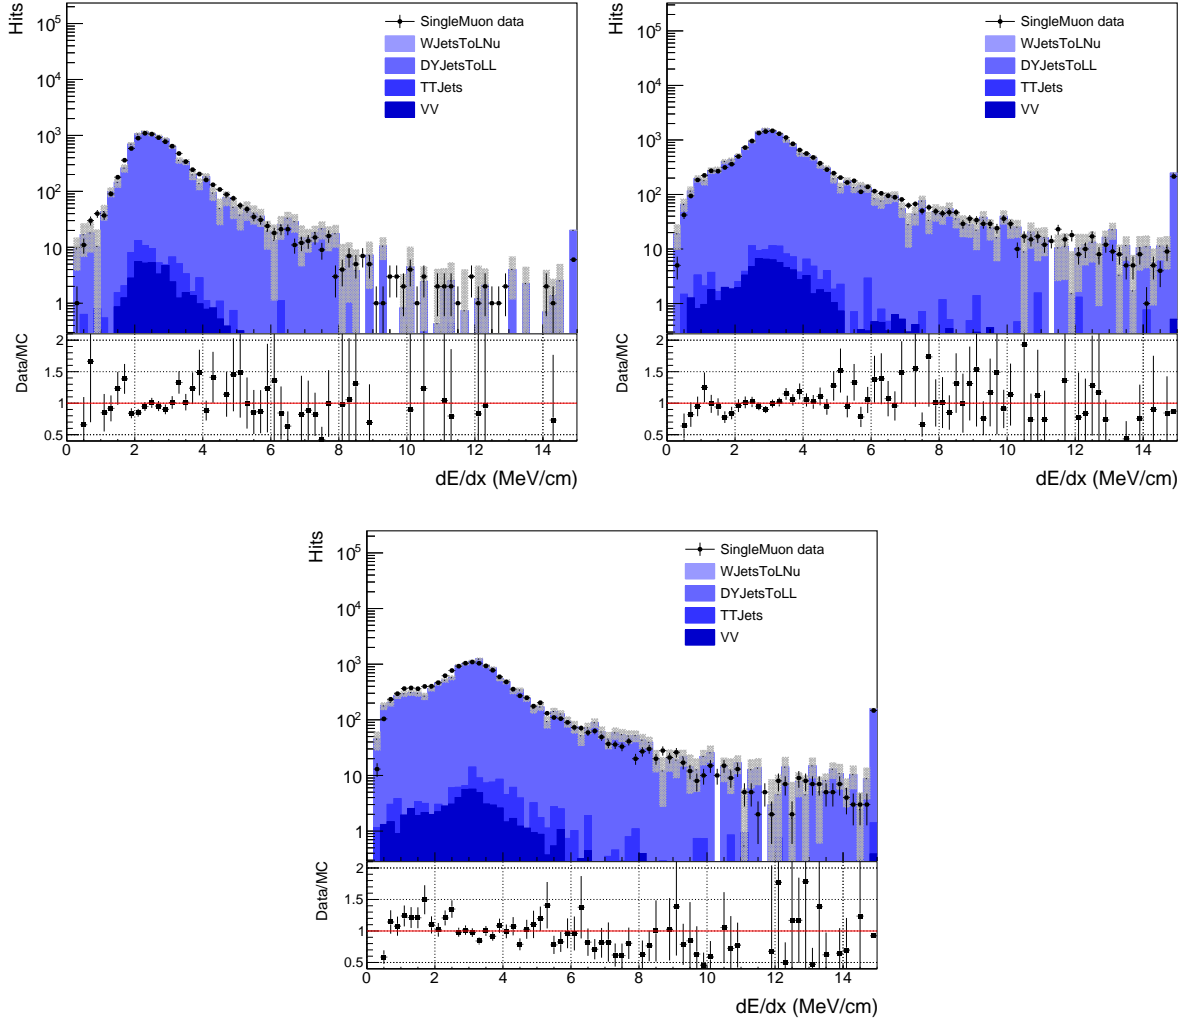 Hits
10^5
10^4
10^3
10^2
10
1
SingleMuon data
WJetsToLNu
DYJetsToLL
TTJets
VV
Data/MC
2
1.5
1
0.5
0 2 4 6 8 10 12 14
dE/dx (MeV/cm)
Hits
10^5
10^4
10^3
10^2
10
1
SingleMuon data
WJetsToLNu
DYJetsToLL
TTJets
VV
Data/MC
2
1.5
1
0.5
0 2 4 6 8 10 12 14
dE/dx (MeV/cm)
Hits
10^5
10^4
10^3
10^2
10
1
SingleMuon data
WJetsToLNu
DYJetsToLL
TTJets
VV
Data/MC
2
1.5
1
0.5
0 2 4 6 8 10 12 14
dE/dx (MeV/cm)